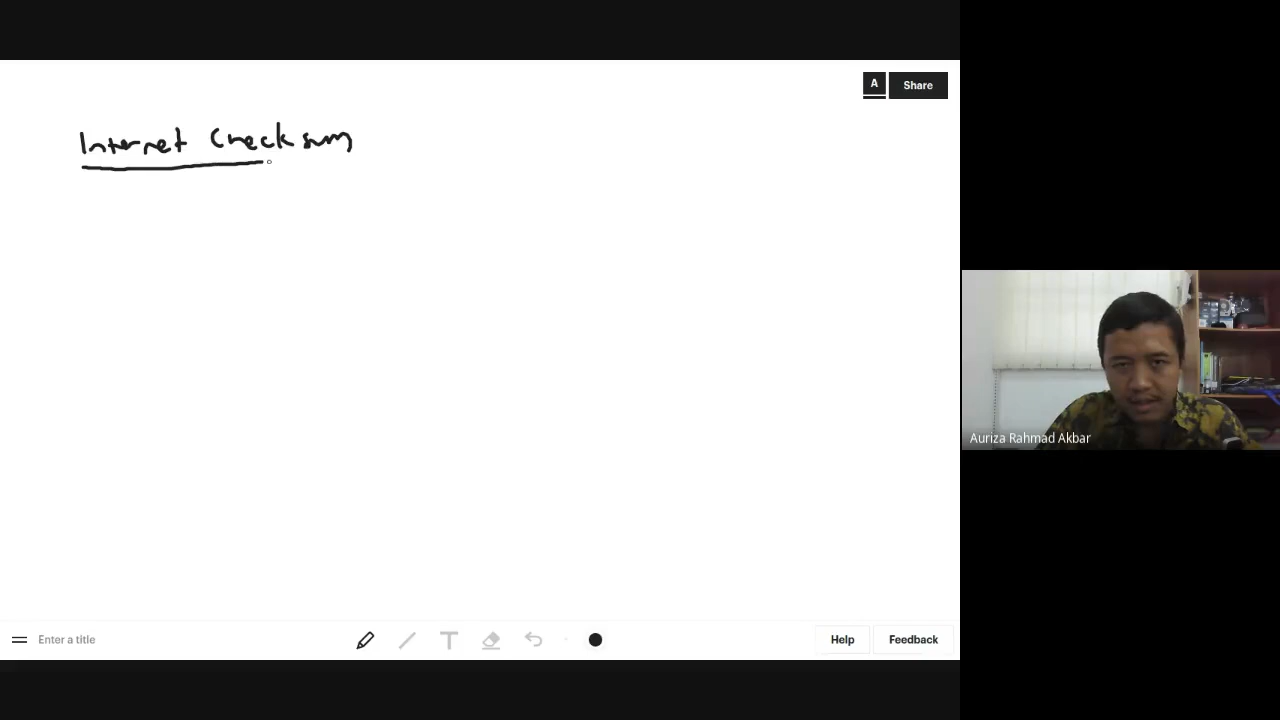 A Share
Internet Checksum
Auriza Rahmad Akbar
Enter a title T Help Feedback